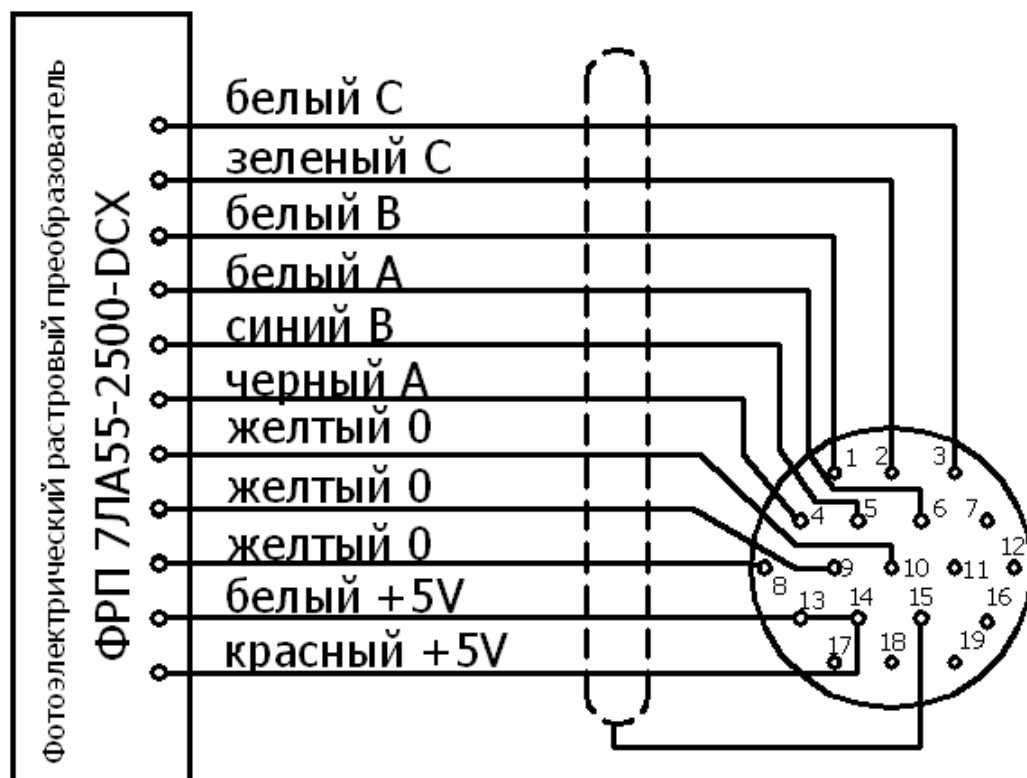 Фотоэлектрический растровый преобразователь
ФРП 7ЛА55-2500-DCX
белый C
зеленый C
белый B
белый A
синий B
черный A
желтый 0
желтый 0
желтый 0
белый +5V
красный +5V
1 2 3
4 5 6 7
8 9 10 11 12
13 14 15 16
17 18 19